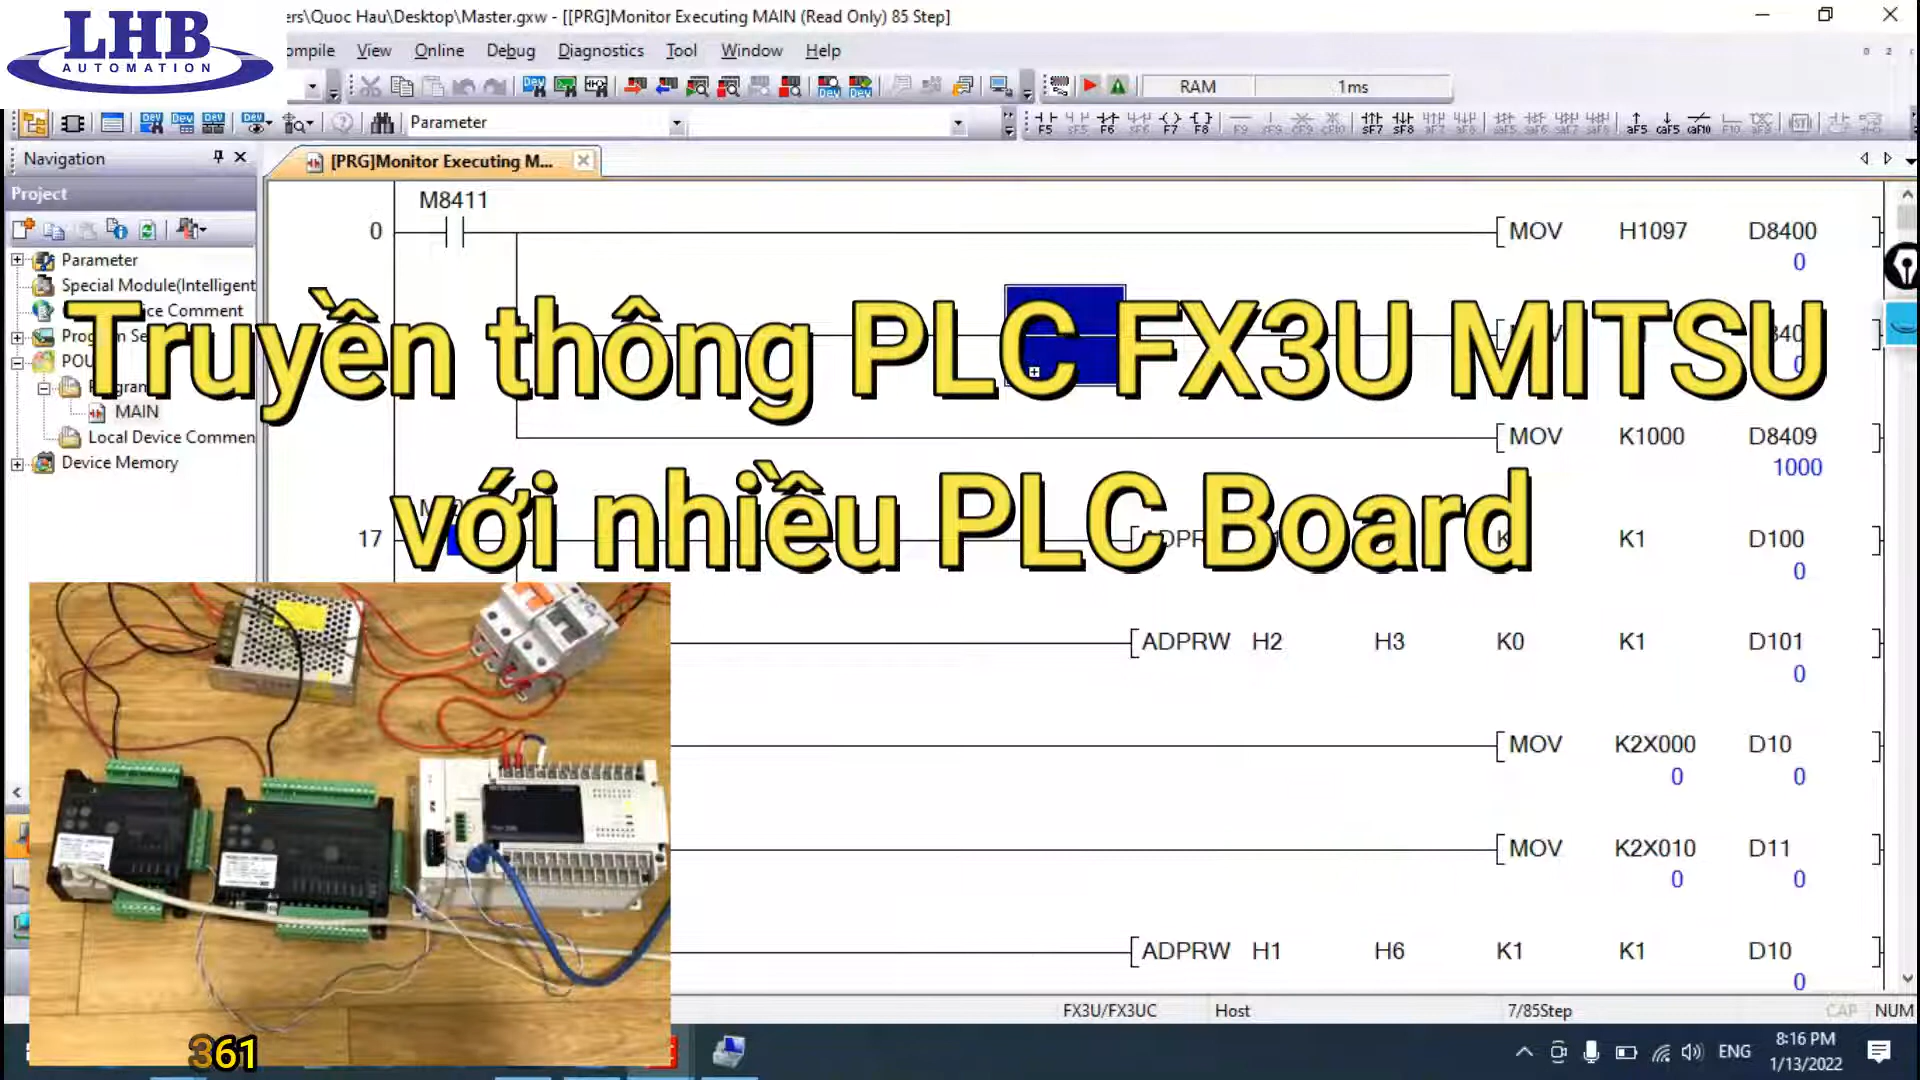 LHB
AUTOMATION
ers\Quoc Hau\Desktop\Master.gxw - [[PRG]Monitor Executing MAIN (Read Only) 85 Step]
ompile View Online Debug Diagnostics Tool Window Help
RAM 1ms
Parameter
Navigation
[PRG]Monitor Executing M...
Project
Parameter
Special Module(Intelligent
Comment
POU
MAIN
Local Device Commen
Device Memory
M8411
0 MOV H1097 D8400
0
Truyền thông PLC FX3U MITSU
với nhiều PLC Board
MOV K1000 D8409
1000
17 K1 D100
0
ADPRW H2 H3 K0 K1 D101
0
MOV K2X000 D10
0 0
MOV K2X010 D11
0 0
ADPRW H1 H6 K1 K1 D10
0
FX3U/FX3UC Host 7/85Step CAP NUM
361
ENG
8:16 PM
1/13/2022